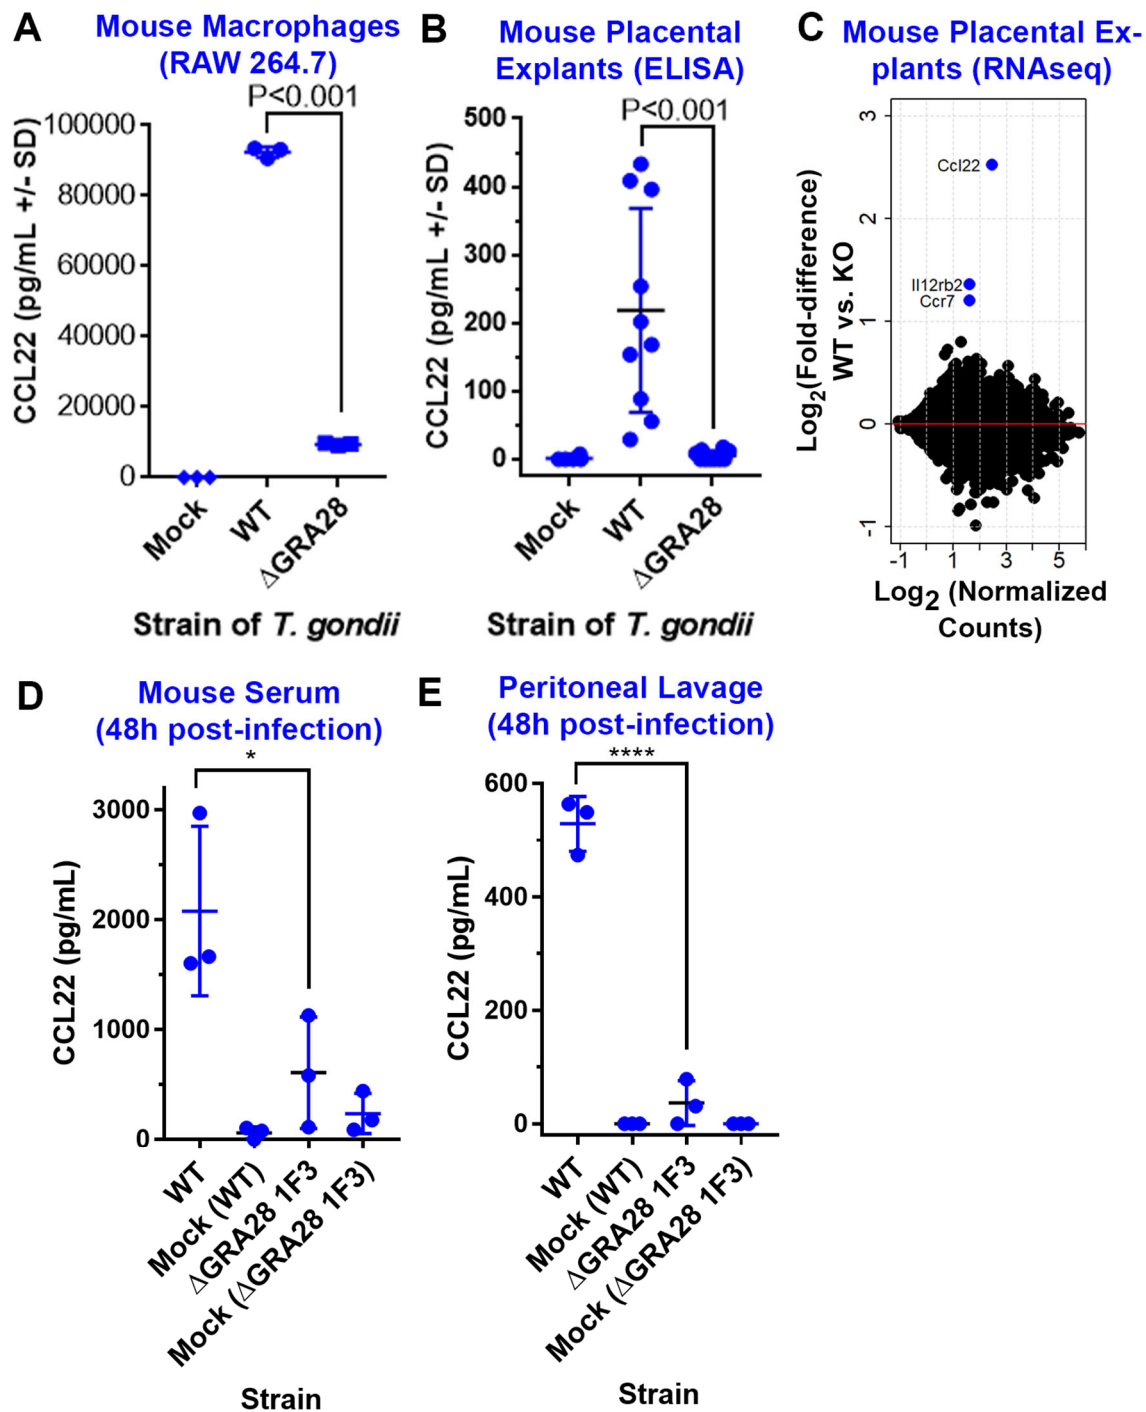 A
Mouse Macrophages
(RAW 264.7)
P<0.001
CCL22 (pg/mL +/- SD)
100000
80000
60000
40000
20000
0
Mock
WT
ΔGRA28
Strain of T. gondii
B
Mouse Placental
Explants (ELISA)
P<0.001
CCL22 (pg/mL +/- SD)
500
400
300
200
100
0
Mock
WT
ΔGRA28
Strain of T. gondii
C
Mouse Placental Ex-
plants (RNAseq)
Log2(Fold-difference)
WT vs. KO
3
2
1
0
-1
Ccl22
Il12rb2
Ccr7
-1
1
3
5
Log2 (Normalized
Counts)
D
Mouse Serum
(48h post-infection)
*
CCL22 (pg/mL)
3000
2000
1000
0
WT
Mock (WT)
ΔGRA28 1F3
Mock (ΔGRA28 1F3)
Strain
E
Peritoneal Lavage
(48h post-infection)
****
CCL22 (pg/mL)
600
400
200
0
WT
Mock (WT)
ΔGRA28 1F3
Mock (ΔGRA28 1F3)
Strain